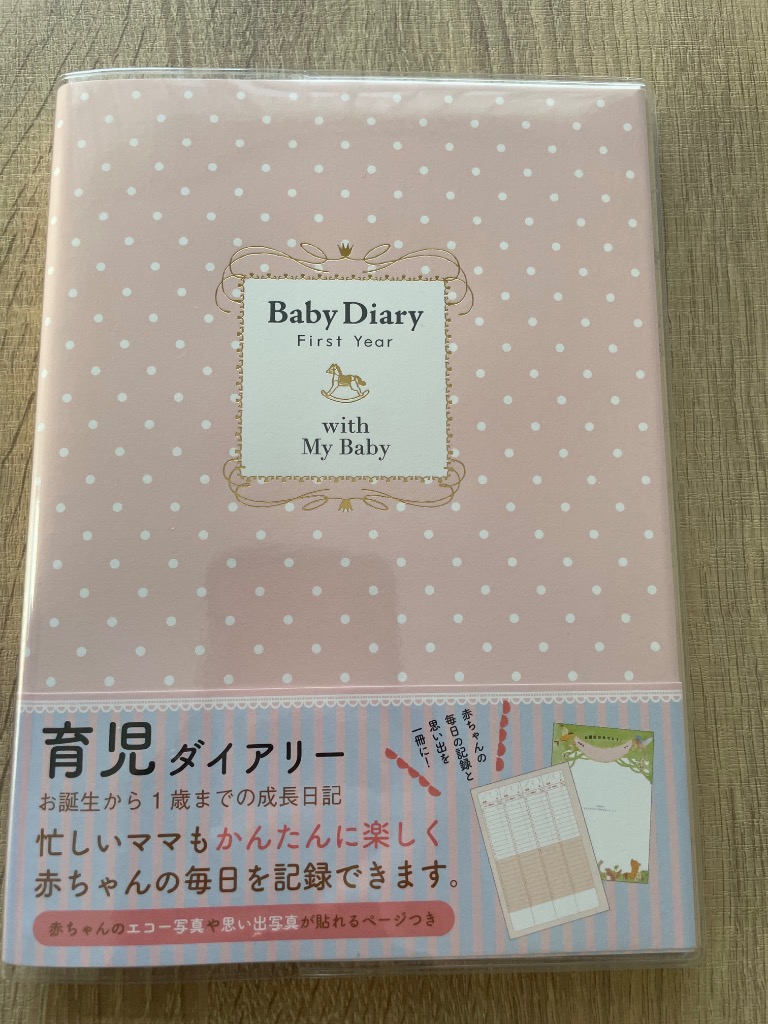 Baby Diary
First Year
with
My Baby
育児ダイアリー
お誕生から1歳までの成長日記
忙しいママもかんたんに楽しく
赤ちゃんの毎日を記録できます。
赤ちゃんのエコー写真や思い出写真が貼れるページつき
赤ちゃんの
毎日の記録と
思い出を
一冊に！